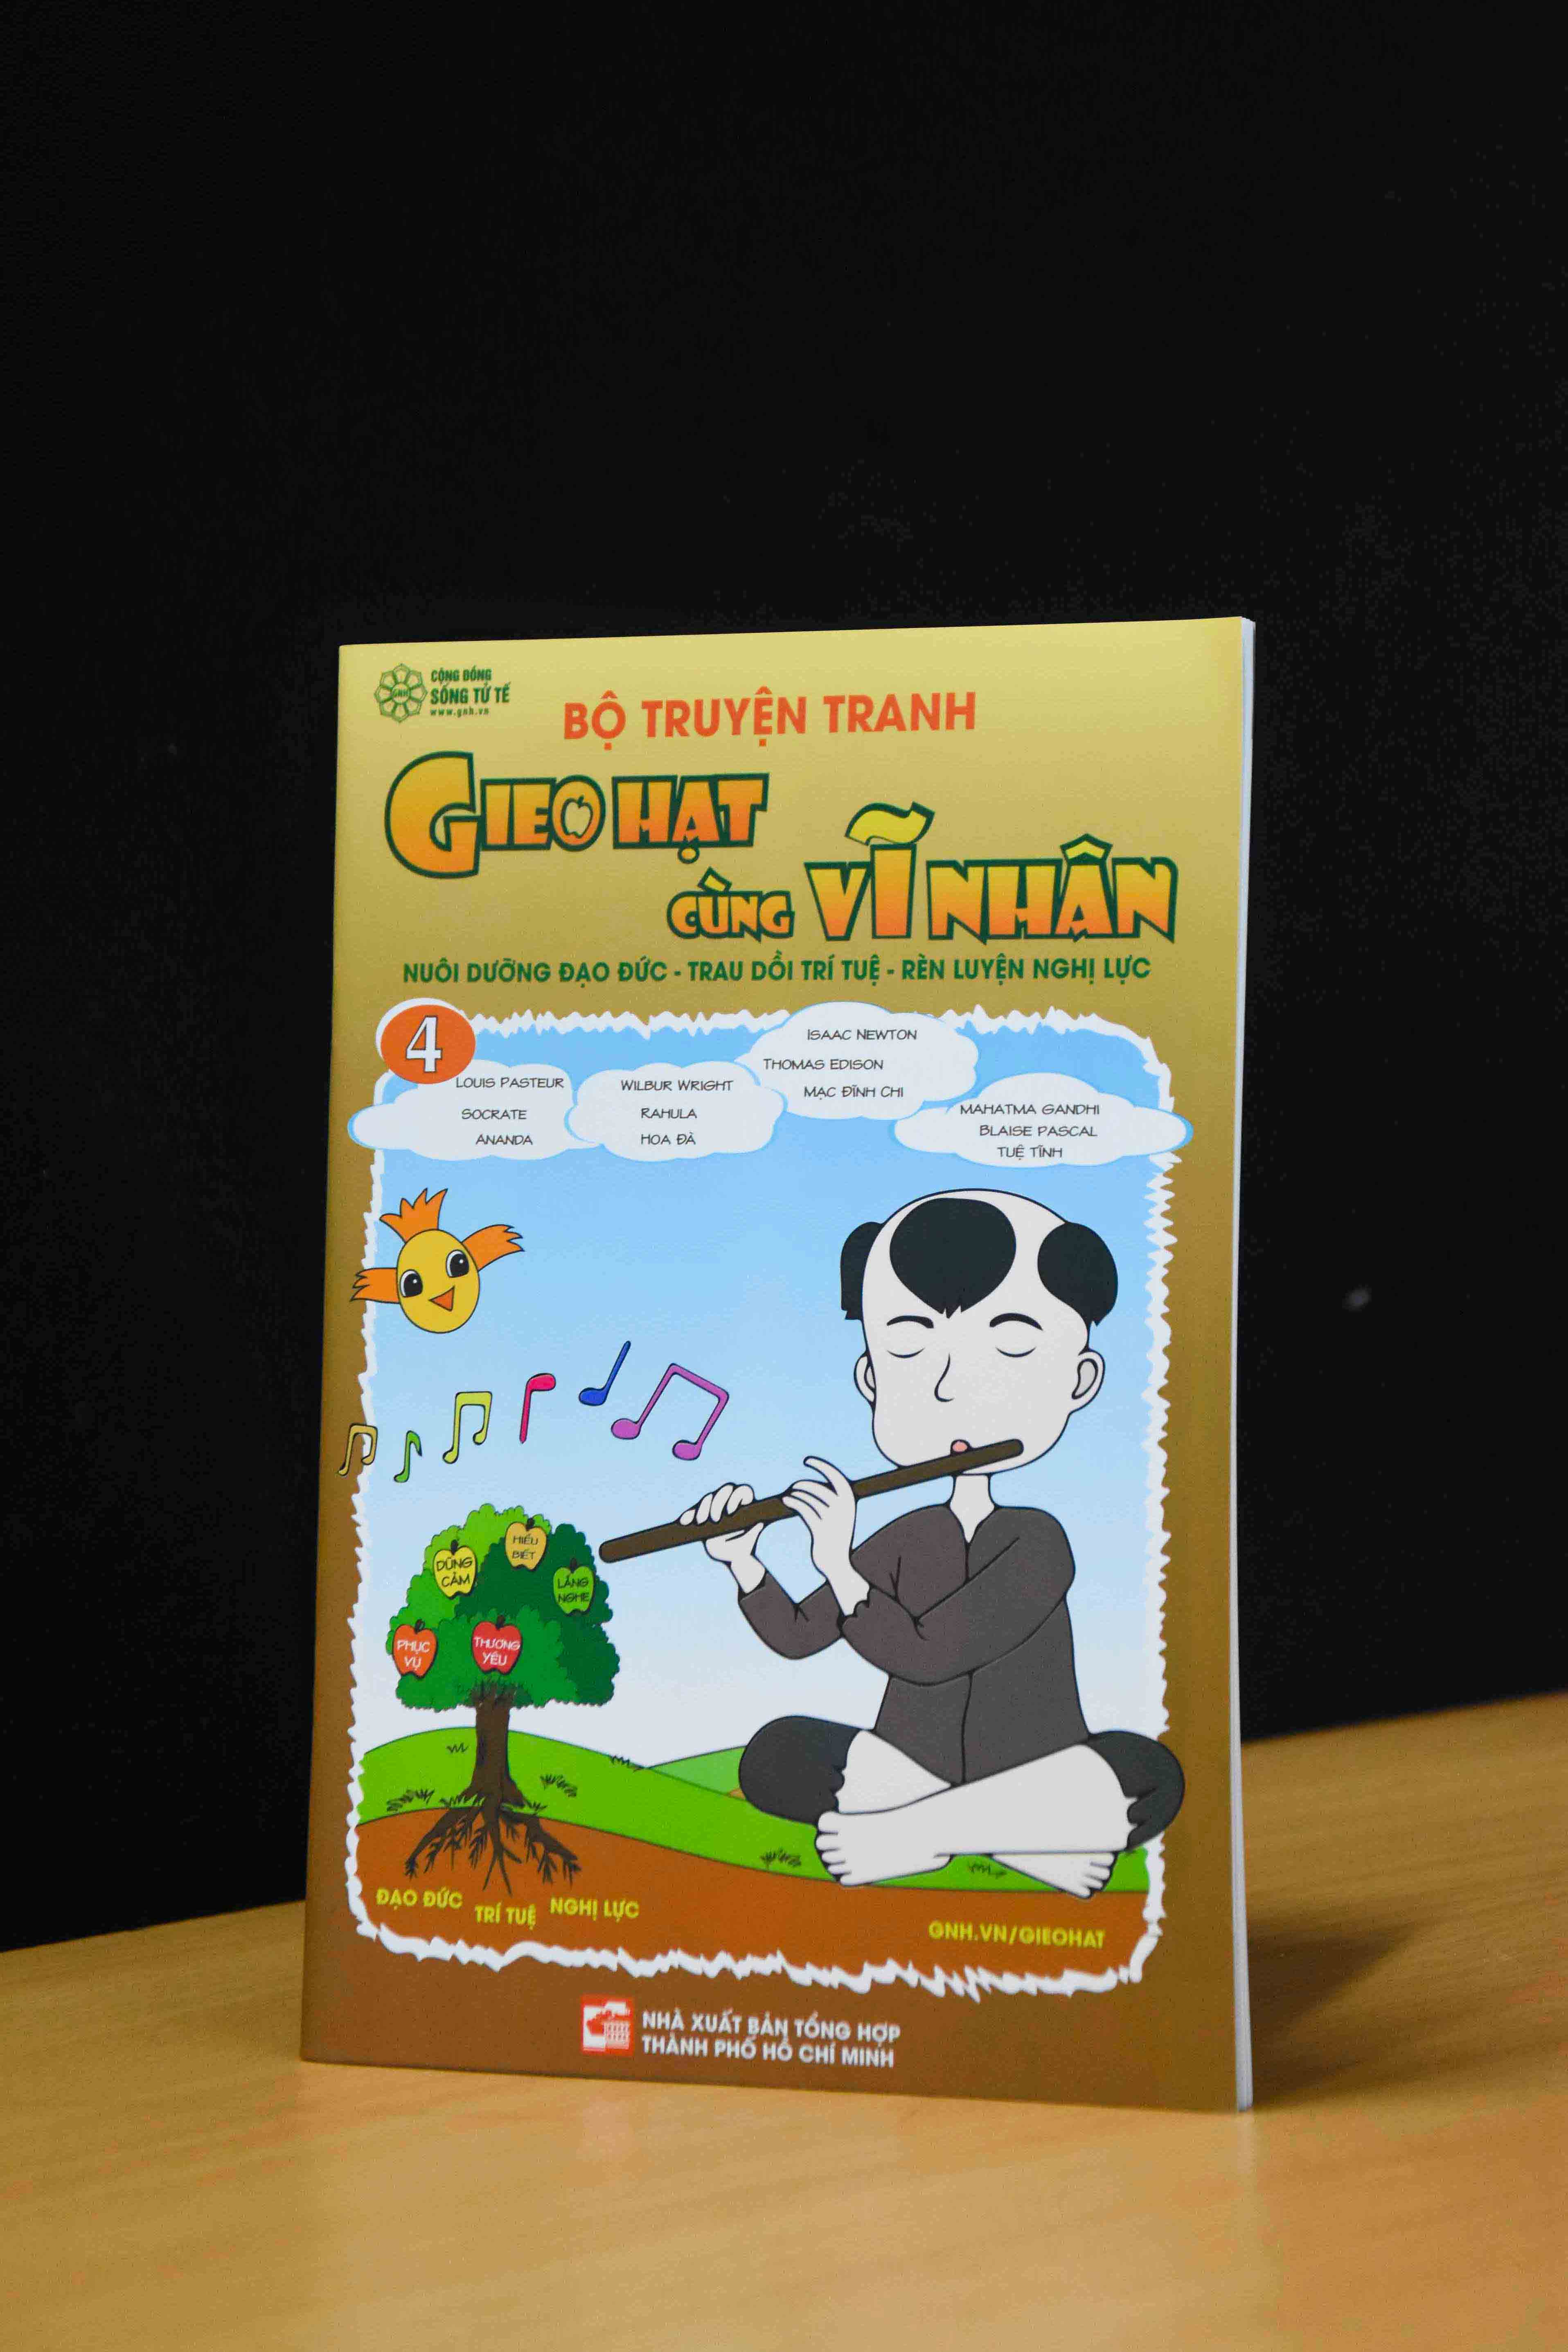 CỘNG ĐỒNG
SỐNG TỬ TẾ
www.gnh.vn
GNH
BỘ TRUYỆN TRANH
GIEO HẠT
CÙNG VĨ NHÂN
NUÔI DƯỠNG ĐẠO ĐỨC - TRAU DỒI TRÍ TUỆ - RÈN LUYỆN NGHỊ LỰC
4
LOUIS PASTEUR
SOCRATE
ANANDA
WILBUR WRIGHT
RAHULA
HOA ĐÀ
ISAAC NEWTON
THOMAS EDISON
MẠC ĐĨNH CHI
MAHATMA GANDHI
BLAISE PASCAL
TUỆ TĨNH
HIỂU
BIẾT
DŨNG
CẢM
LẮNG
NGHE
PHỤC
VỤ
THƯƠNG
YÊU
ĐẠO ĐỨC TRÍ TUỆ NGHỊ LỰC
GNH.VN/GIEOHAT
NHÀ XUẤT BẢN TỔNG HỢP
THÀNH PHỐ HỒ CHÍ MINH